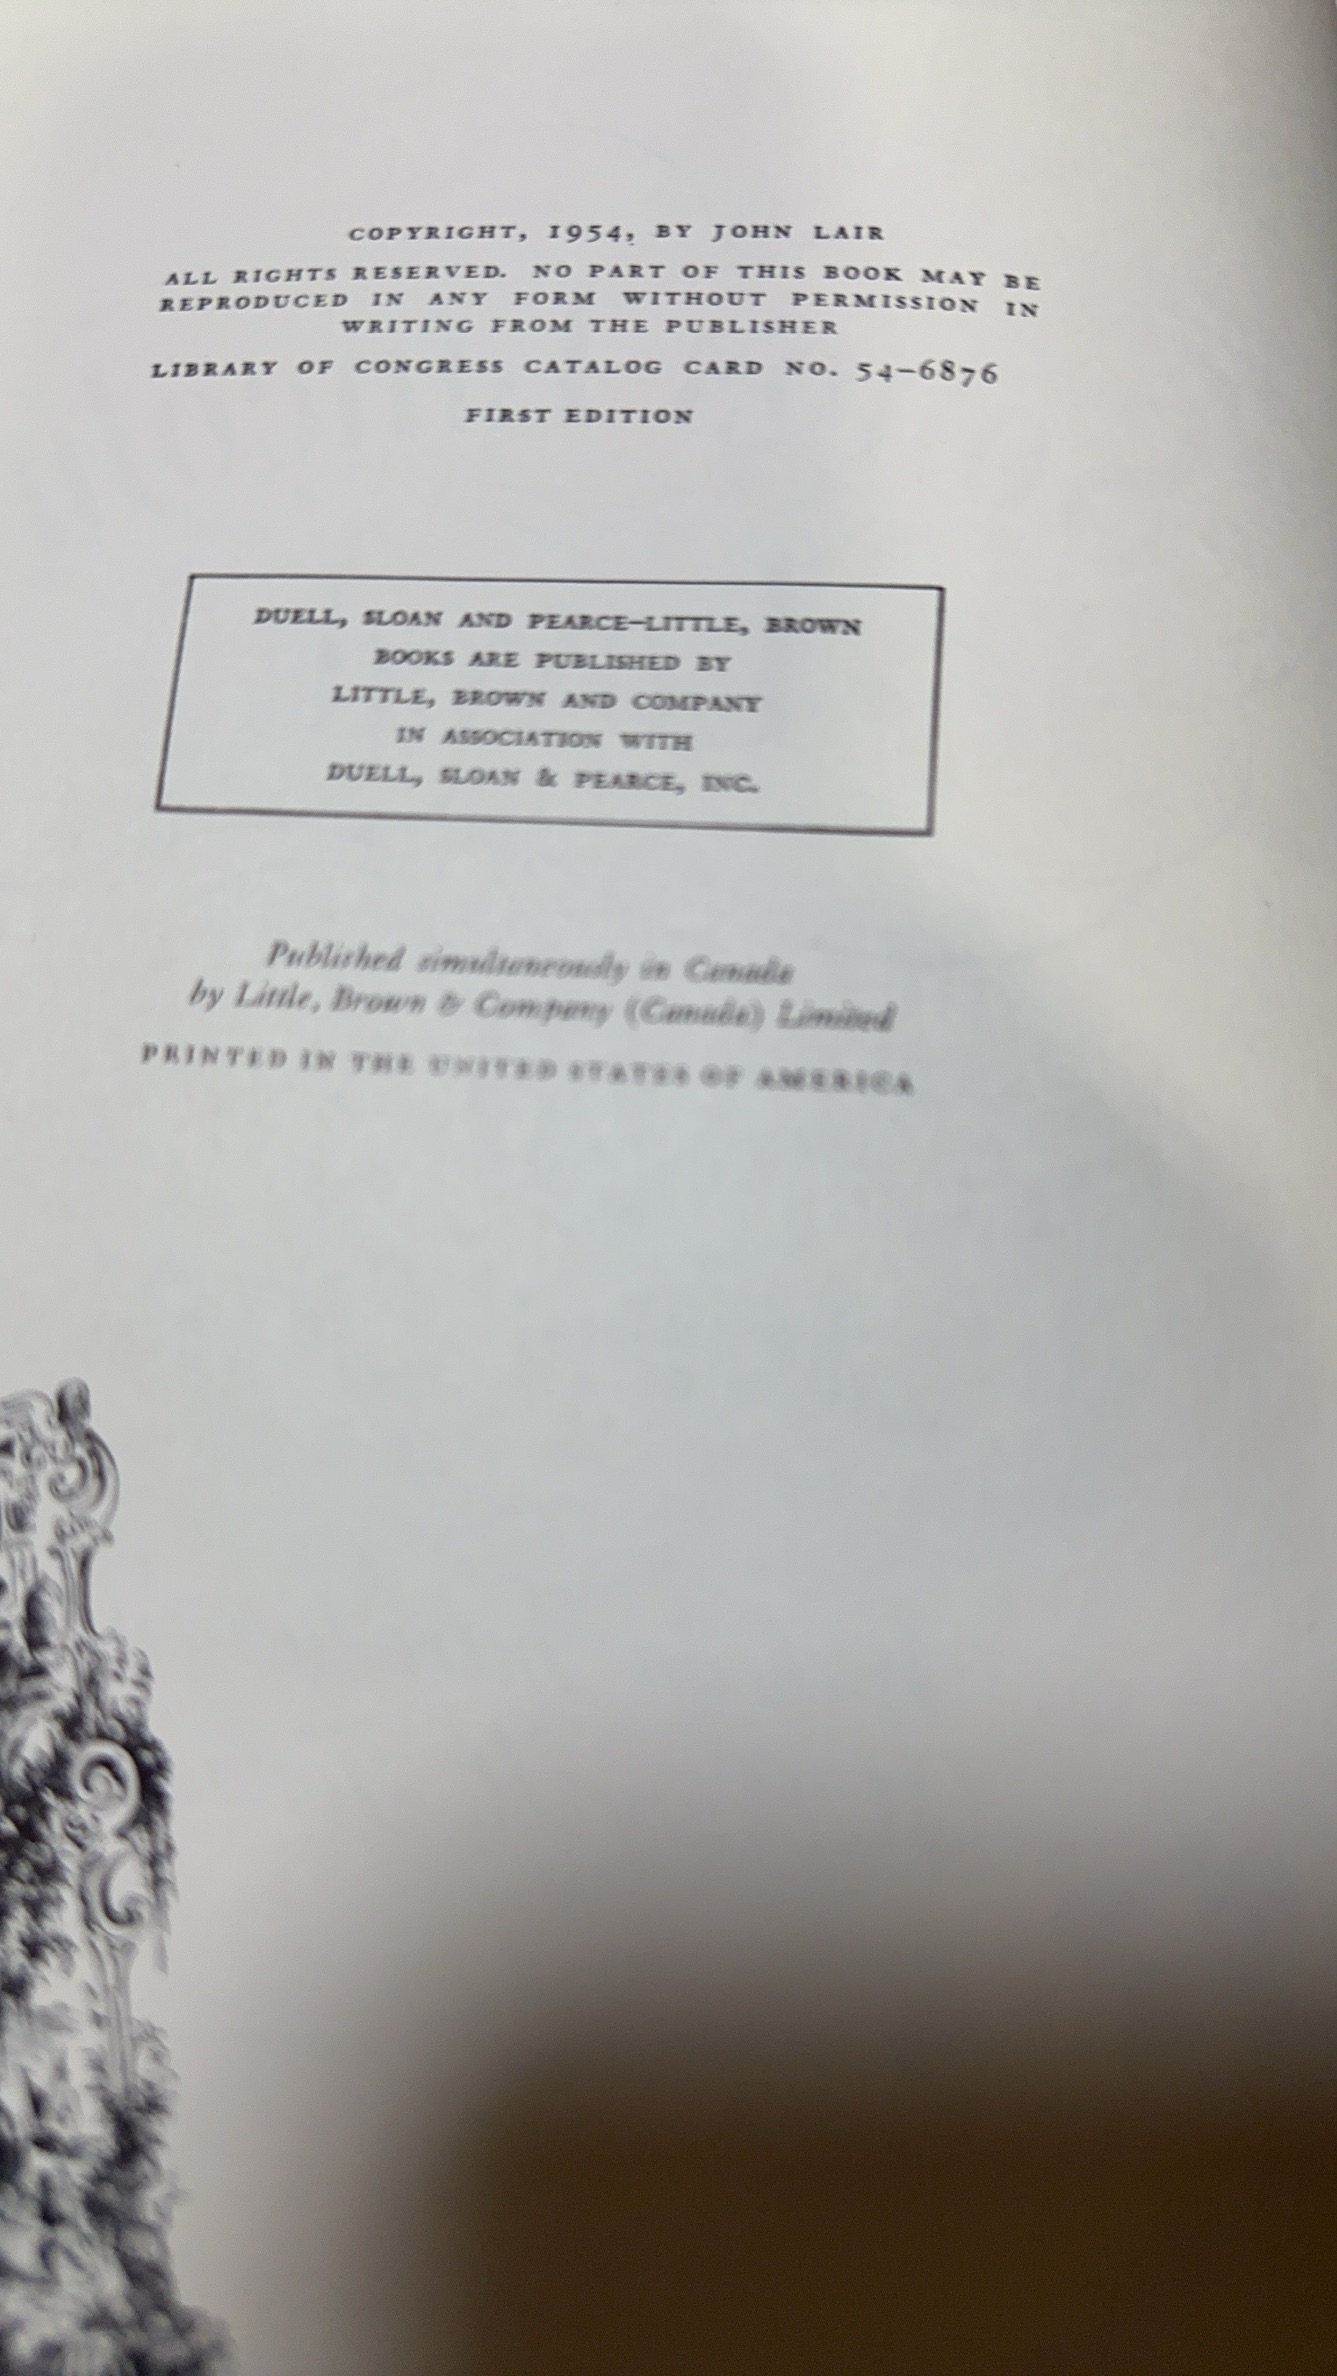 COPYRIGHT, 1954, BY JOHN LAIR
ALL RIGHTS RESERVED. NO PART OF THIS BOOK MAY BE
REPRODUCED IN ANY FORM WITHOUT PERMISSION IN
WRITING FROM THE PUBLISHER
LIBRARY OF CONGRESS CATALOG CARD NO. 54-6876
FIRST EDITION
DUELL, SLOAN AND PEARCE-LITTLE, BROWN
BOOKS ARE PUBLISHED BY
LITTLE, BROWN AND COMPANY
IN ASSOCIATION WITH
DUELL, SLOAN & PEARCE, INC.
Published simultaneously in Canada
by Little, Brown & Company (Canada) Limited
PRINTED IN THE UNITED STATES OF AMERICA